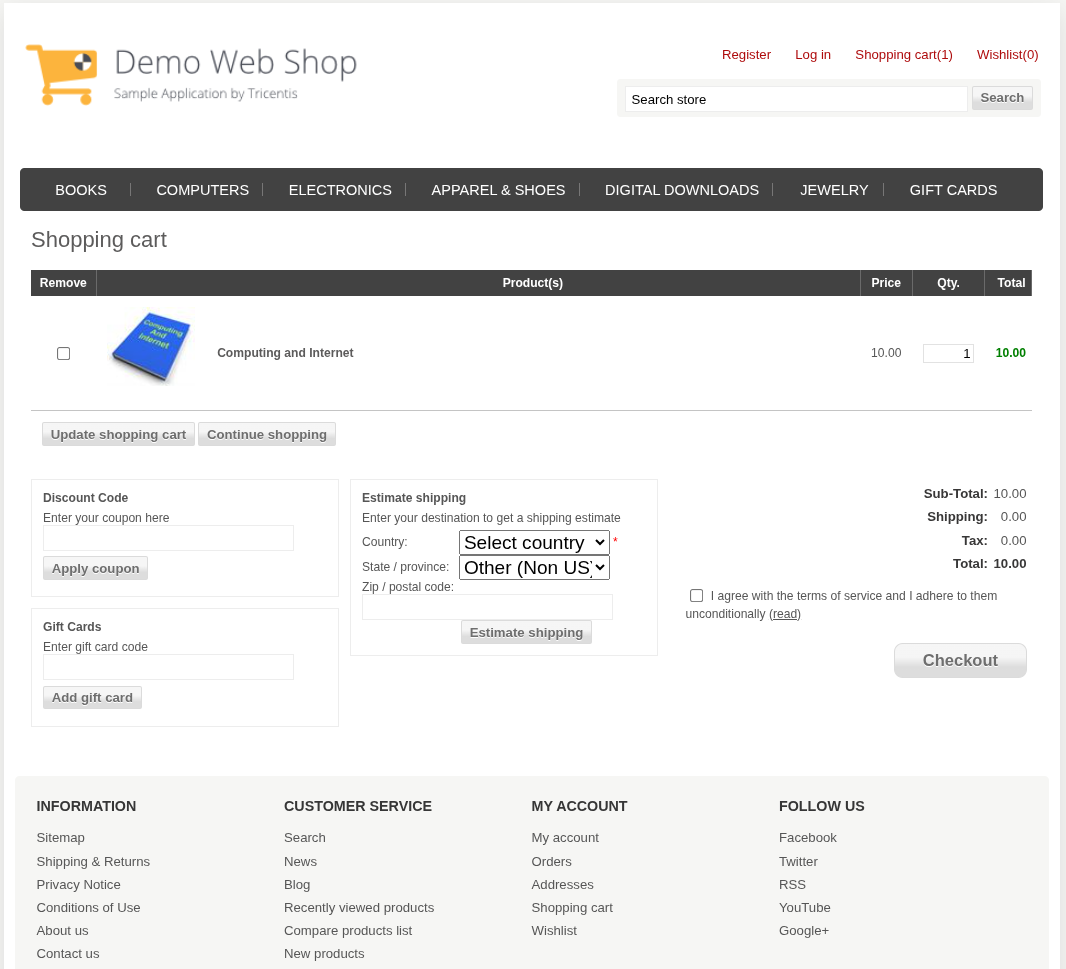 Demo Web Shop
Sample Application by Tricentis
Register Log in Shopping cart(1) Wishlist(0)
Search store Search
BOOKS COMPUTERS ELECTRONICS APPAREL & SHOES DIGITAL DOWNLOADS JEWELRY GIFT CARDS
Shopping cart
Remove Product(s) Price Qty. Total
Computing
And
Internet
Computing and Internet 10.00 1 10.00
Update shopping cart Continue shopping
Discount Code
Enter your coupon here
Apply coupon
Gift Cards
Enter gift card code
Add gift card
Estimate shipping
Enter your destination to get a shipping estimate
Country: Select country *
State / province: Other (Non US)
Zip / postal code:
Estimate shipping
Sub-Total: 10.00
Shipping: 0.00
Tax: 0.00
Total: 10.00
I agree with the terms of service and I adhere to them
unconditionally (read)
Checkout
INFORMATION
Sitemap
Shipping & Returns
Privacy Notice
Conditions of Use
About us
Contact us
CUSTOMER SERVICE
Search
News
Blog
Recently viewed products
Compare products list
New products
MY ACCOUNT
My account
Orders
Addresses
Shopping cart
Wishlist
FOLLOW US
Facebook
Twitter
RSS
YouTube
Google+